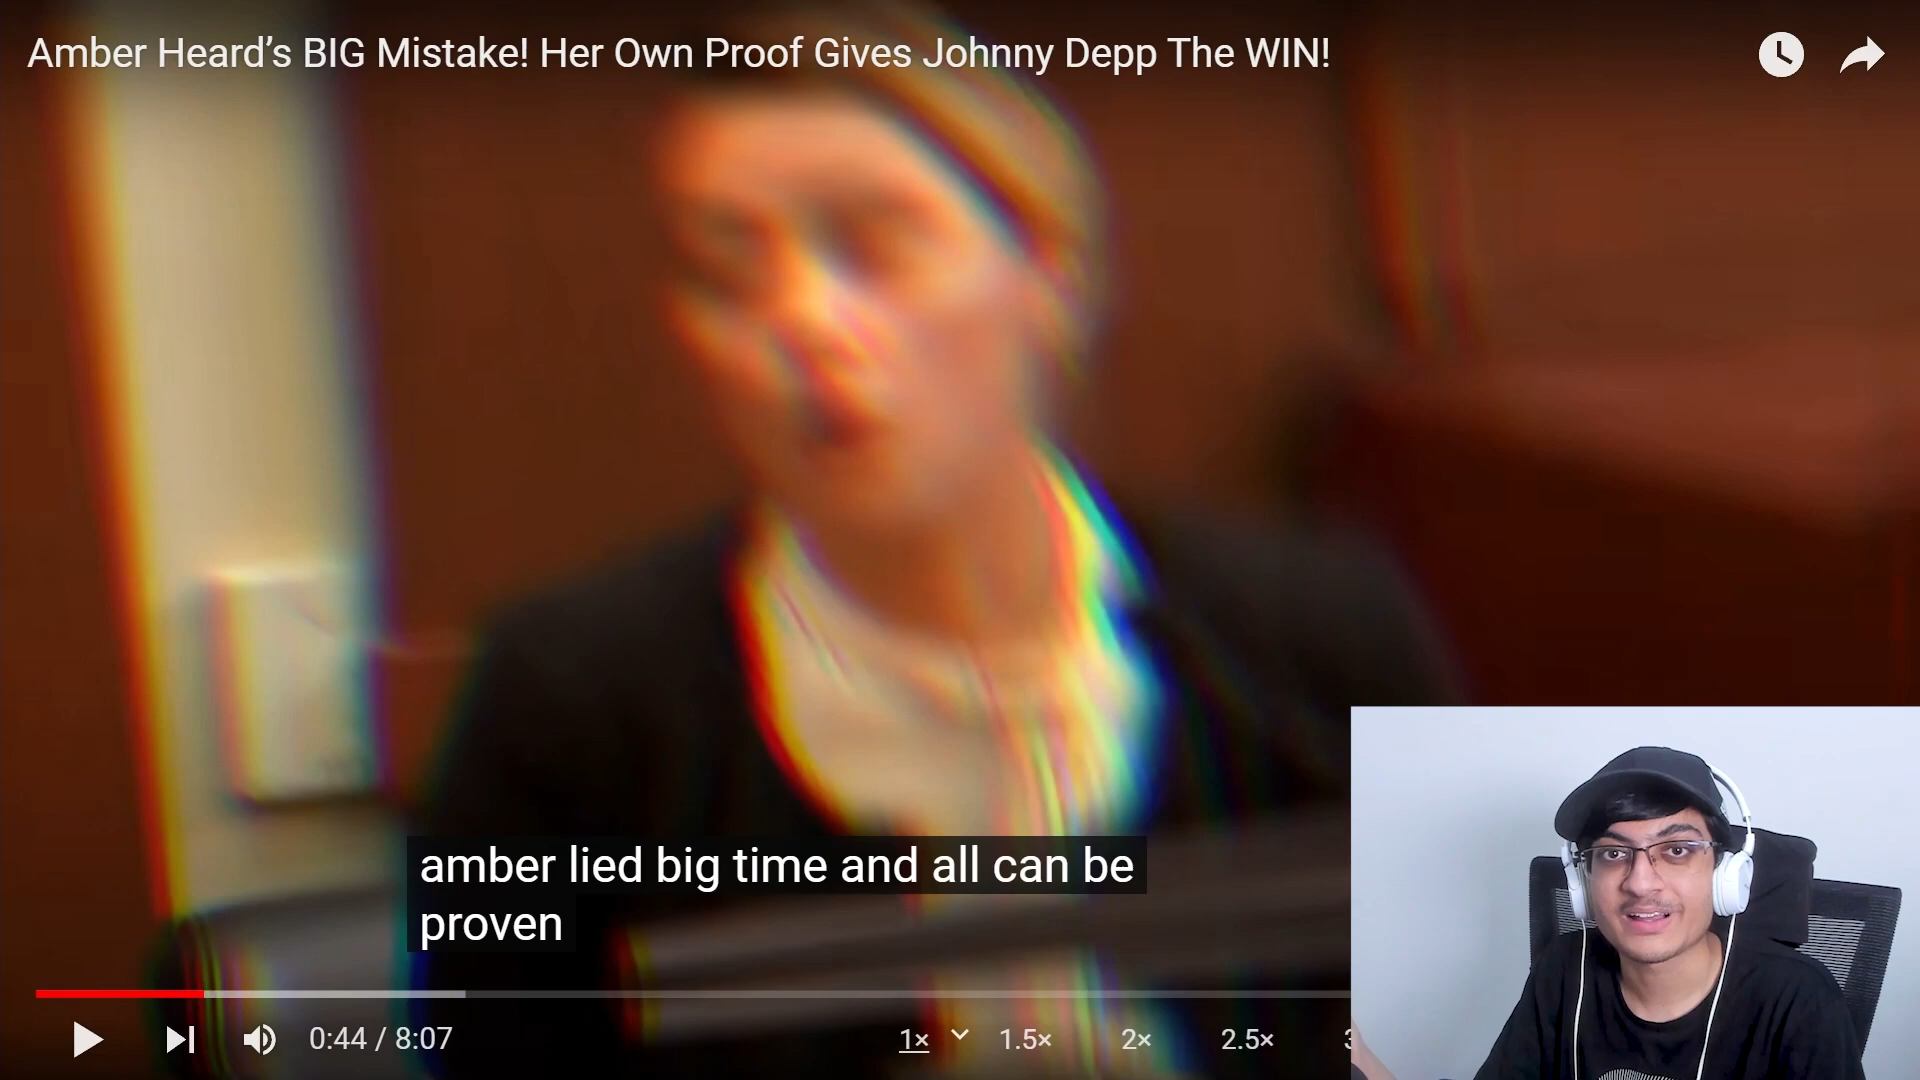 Amber Heard’s BIG Mistake! Her Own Proof Gives Johnny Depp The WIN!
amber lied big time and all can be
proven
0:44 / 8:07
1× 1.5× 2× 2.5×